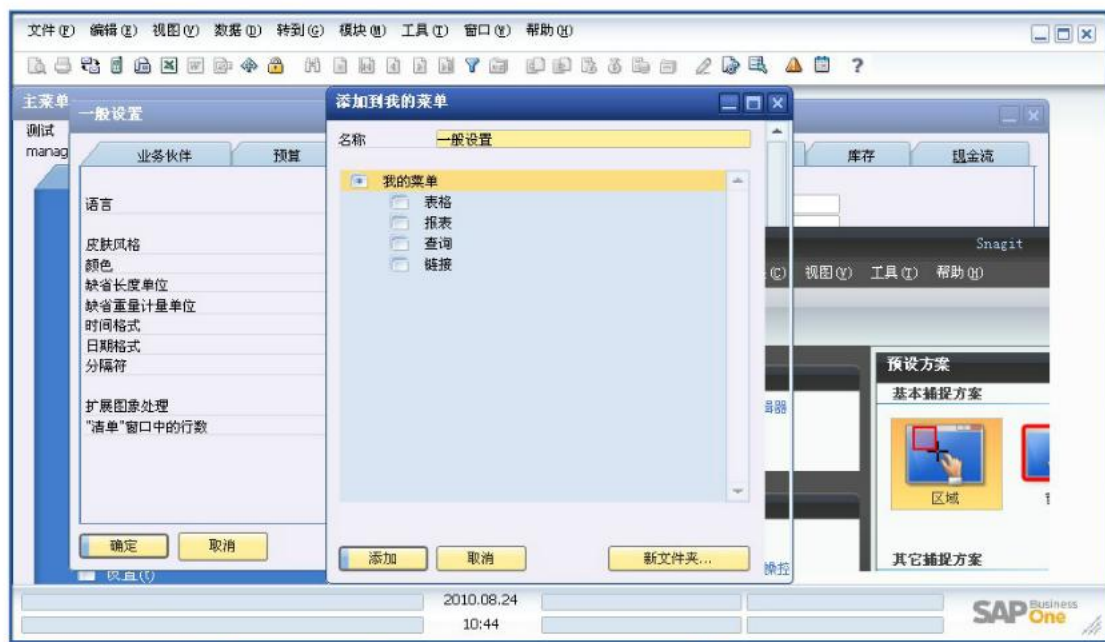 文件(F) 编辑(E) 视图(V) 数据(D) 转到(G) 模块(M) 工具(T) 窗口(W) 帮助(H)
主菜单
一般设置
添加到我的菜单
测试
manag
业务伙伴 预算
名称 一般设置
库存 现金流
我的菜单
表格
报表
查询
链接
语言
皮肤风格
颜色
缺省长度单位
缺省重量计量单位
时间格式
日期格式
分隔符
扩展图象处理
"清单"窗口中的行数
Snagit
(C) 视图(V) 工具(T) 帮助(H)
预设方案
基本捕捉方案
辑器
区域
其它捕捉方案
操控
确定 取消
添加 取消 新文件夹...
2010.08.24
10:44
SAP Business One